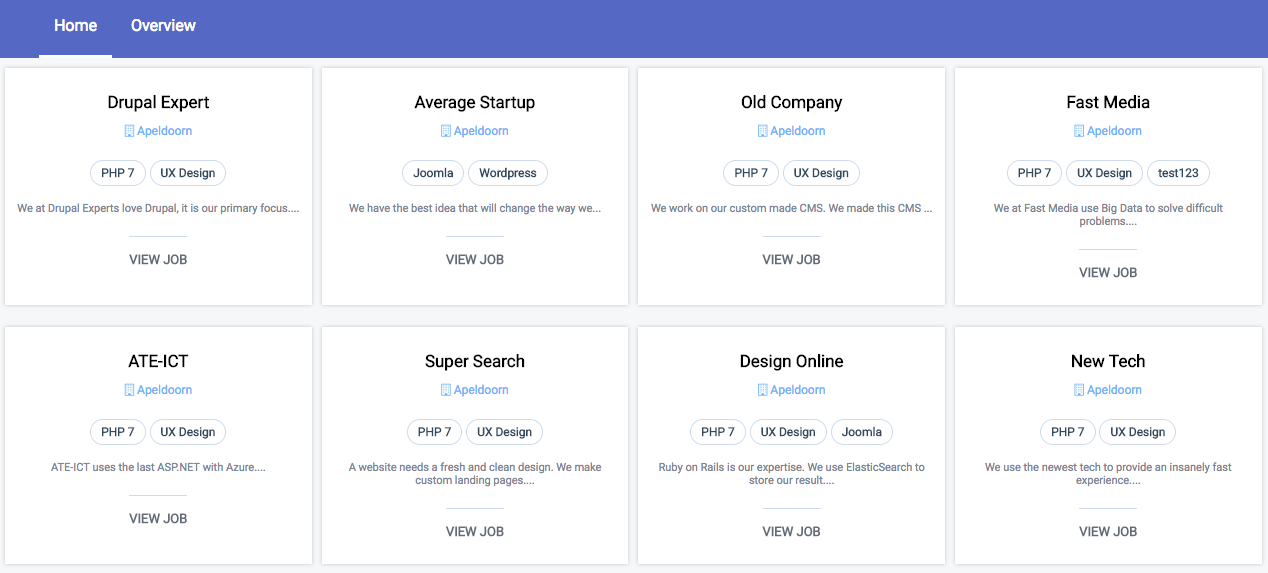 Home Overview
Drupal Expert
Apeldoorn
PHP 7 UX Design
We at Drupal Experts love Drupal, it is our primary focus....
VIEW JOB
Average Startup
Apeldoorn
Joomla Wordpress
We have the best idea that will change the way we...
VIEW JOB
Old Company
Apeldoorn
PHP 7 UX Design
We work on our custom made CMS. We made this CMS ...
VIEW JOB
Fast Media
Apeldoorn
PHP 7 UX Design test123
We at Fast Media use Big Data to solve difficult
problems....
VIEW JOB
ATE-ICT
Apeldoorn
PHP 7 UX Design
ATE-ICT uses the last ASP.NET with Azure....
VIEW JOB
Super Search
Apeldoorn
PHP 7 UX Design
A website needs a fresh and clean design. We make
custom landing pages....
VIEW JOB
Design Online
Apeldoorn
PHP 7 UX Design Joomla
Ruby on Rails is our expertise. We use ElasticSearch to
store our result....
VIEW JOB
New Tech
Apeldoorn
PHP 7 UX Design
We use the newest tech to provide an insanely fast
experience....
VIEW JOB